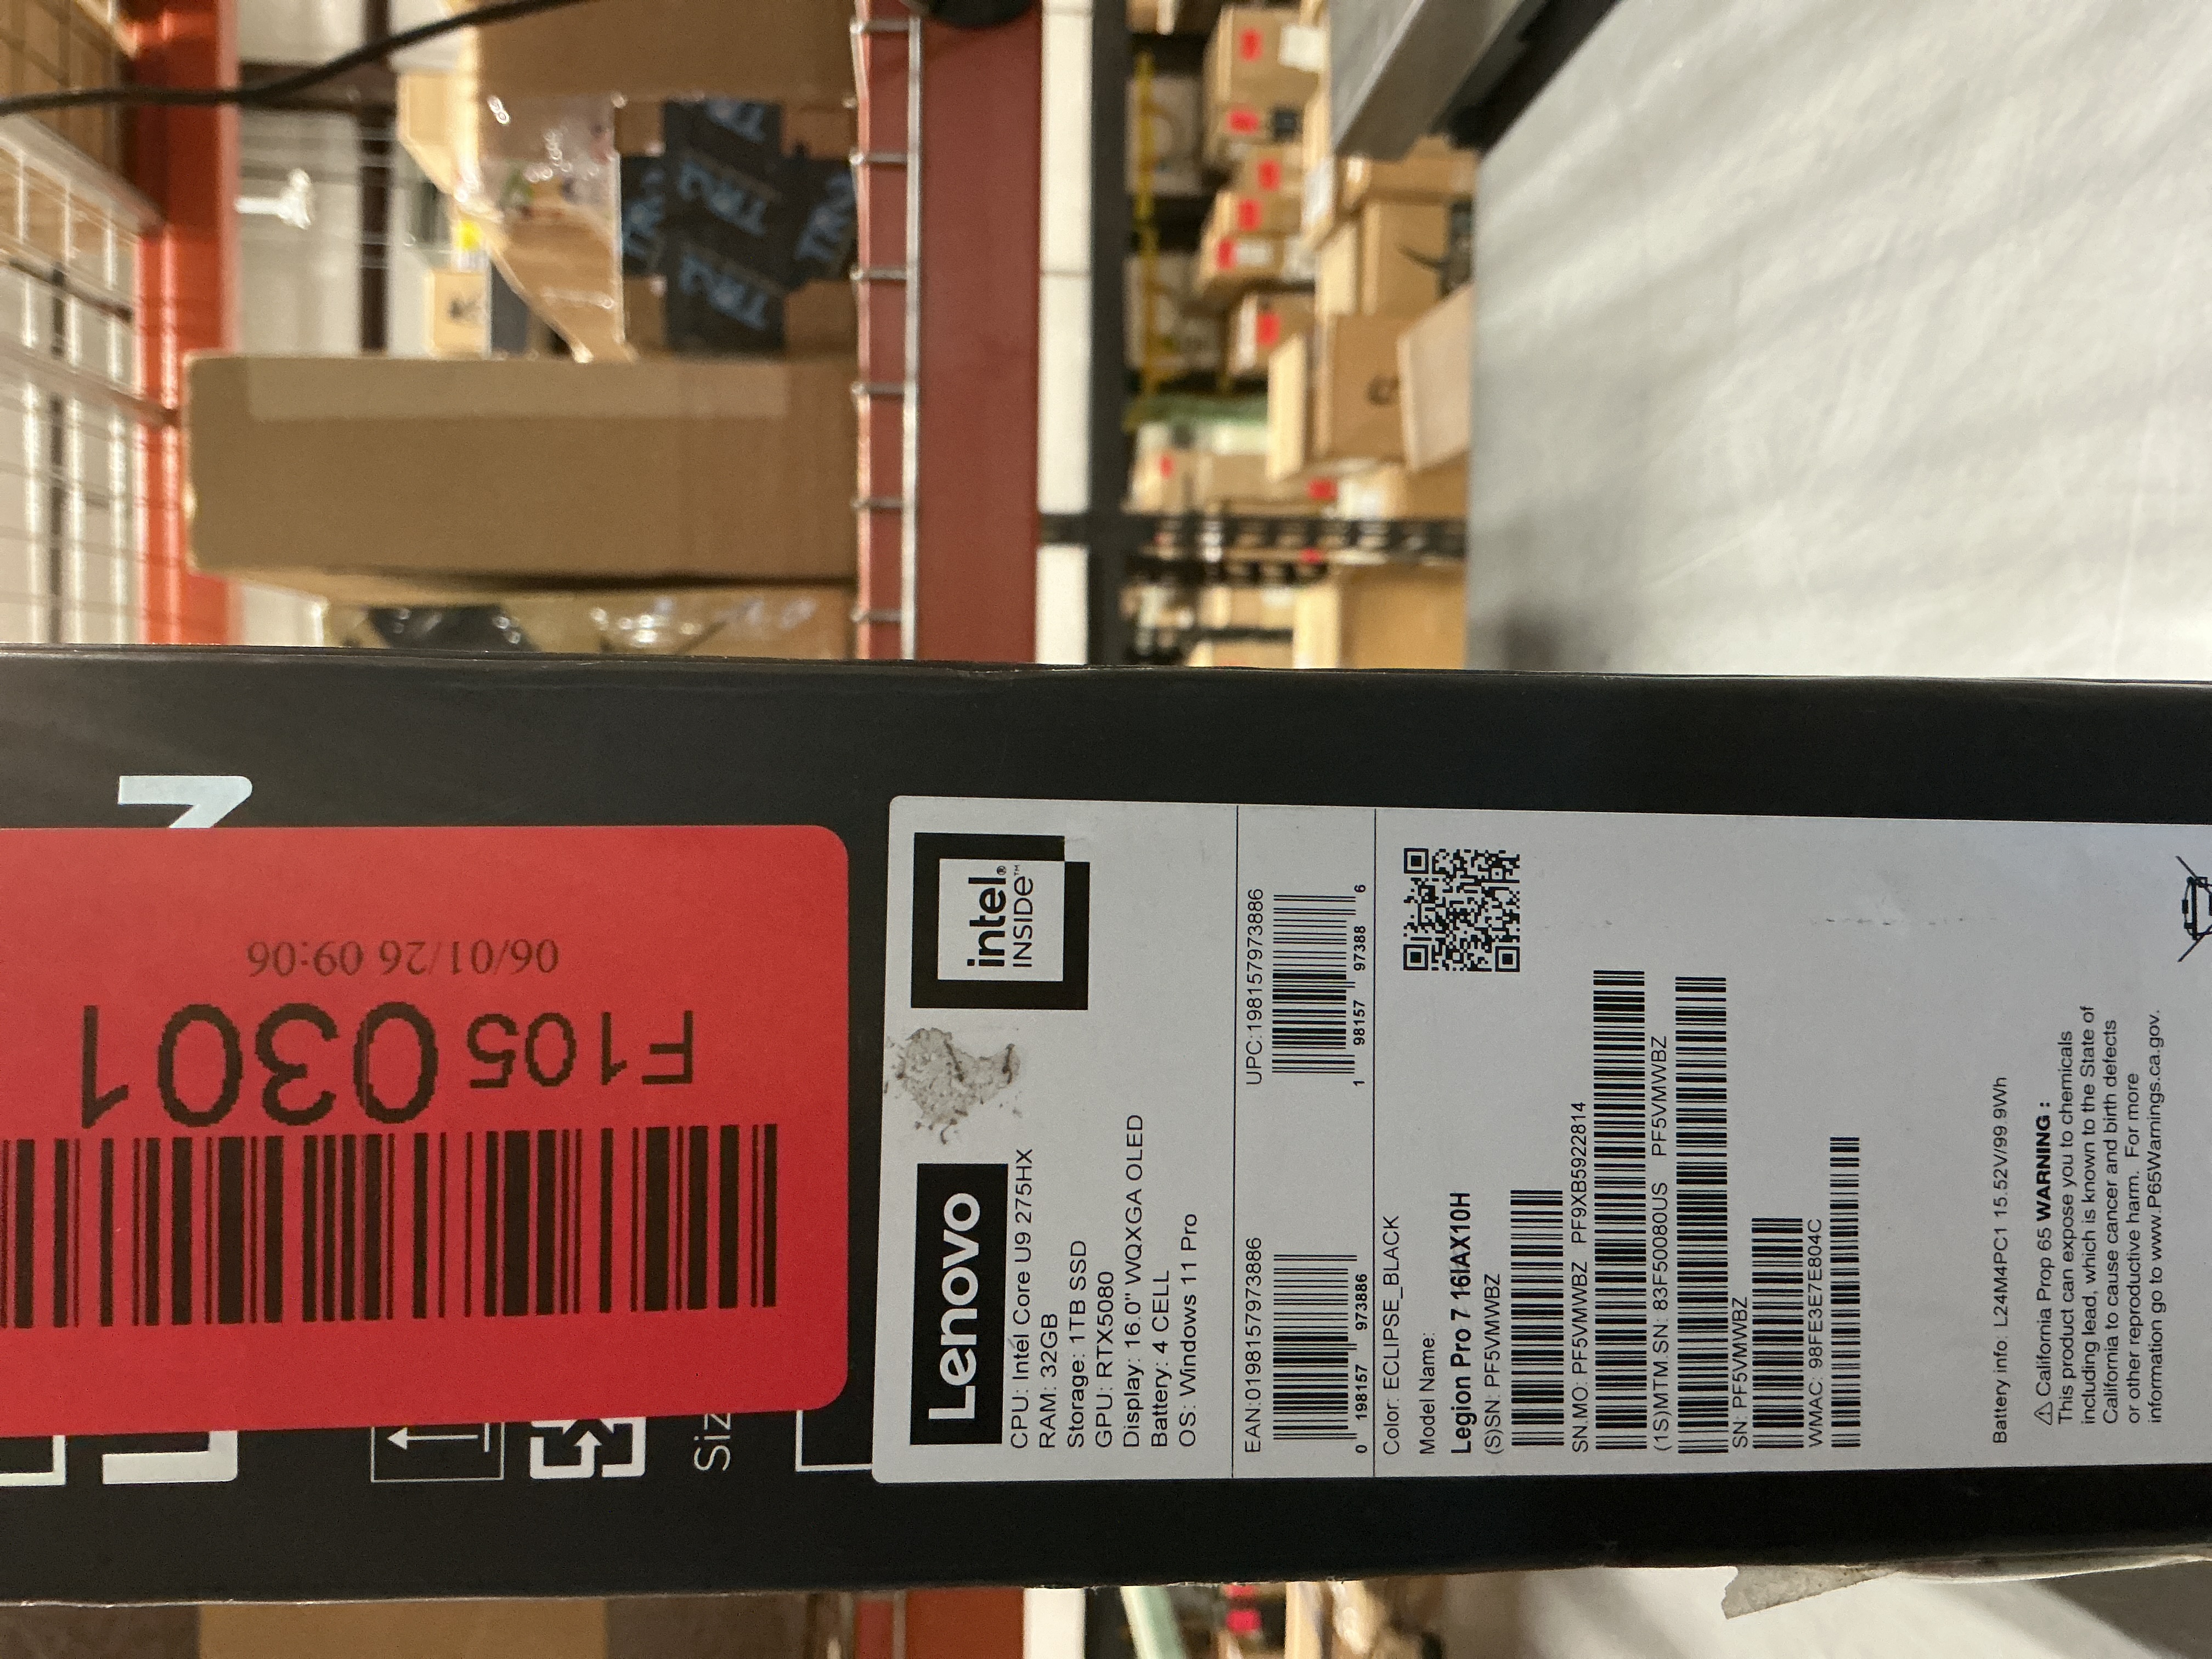 F105 0301
06/01/26 09:06
Siz
Lenovo
intel®
INSIDE™
CPU: Intel Core U9 275HX
RAM: 32GB
Storage: 1TB SSD
GPU: RTX5080
Display: 16.0" WQXGA OLED
Battery: 4 CELL
OS: Windows 11 Pro
EAN:0198157973886
UPC:198157973886
0 198157 973886
1 98157 97388 6
Color: ECLIPSE_BLACK
Model Name:
Legion Pro 7 16IAX10H
(S)SN: PF5VMWBZ
SN.MO: PF5VMWBZ PF9XB5922814
(1S)MTM.SN: 83F50080US PF5VMWBZ
SN: PF5VMWBZ
WMAC: 98FE3E7E804C
Battery info: L24M4PC1 15.52V/99.9Wh
⚠ California Prop 65 WARNING :
This product can expose you to chemicals
including lead, which is known to the State of
California to cause cancer and birth defects
or other reproductive harm. For more
information go to www.P65Warnings.ca.gov.